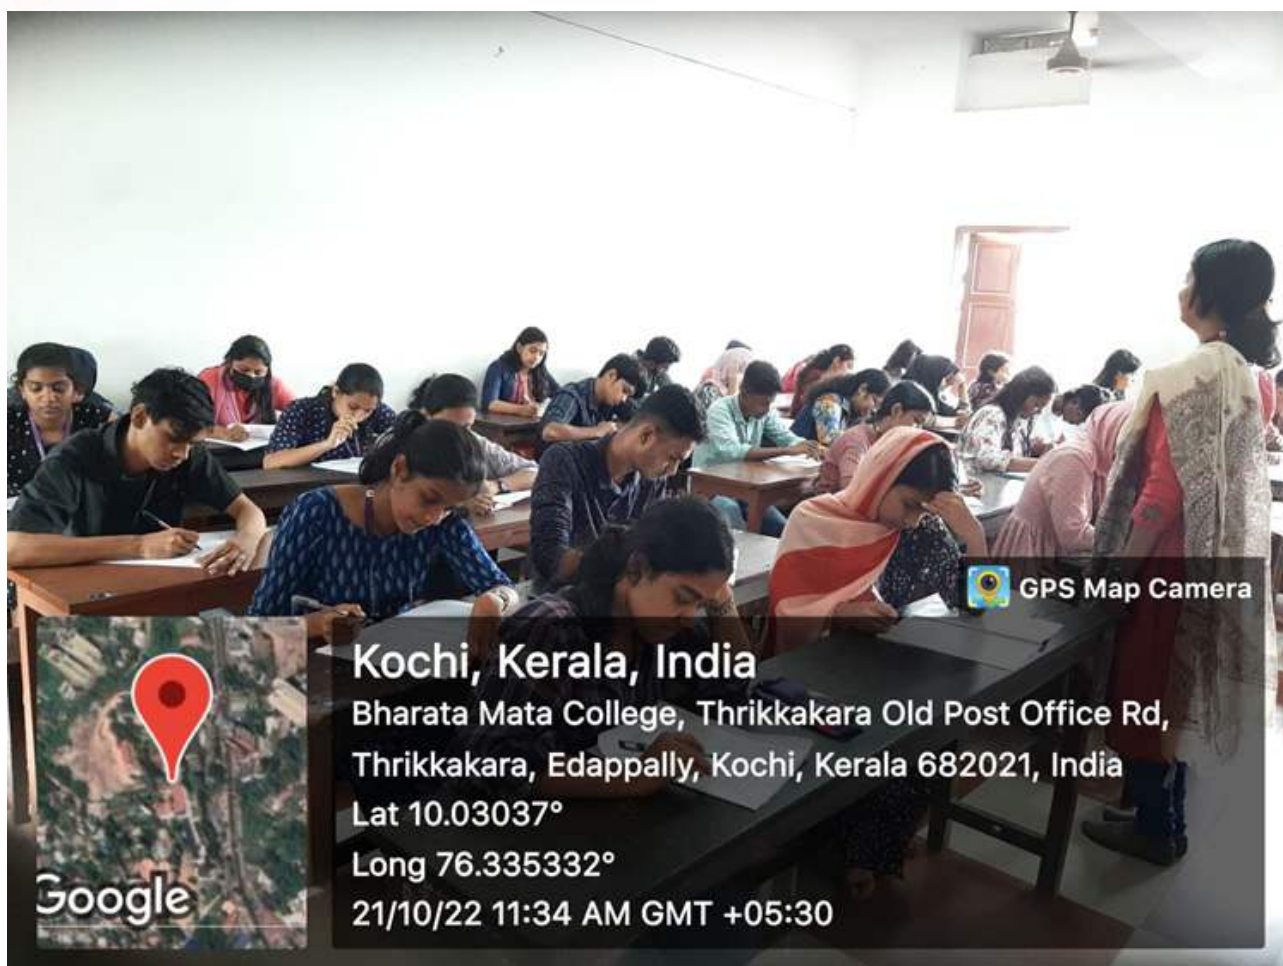 GPS Map Camera
Kochi, Kerala, India
Bharata Mata College, Thrikkakara Old Post Office Rd,
Thrikkakara, Edappally, Kochi, Kerala 682021, India
Lat 10.03037°
Long 76.335332°
21/10/22 11:34 AM GMT +05:30
Google